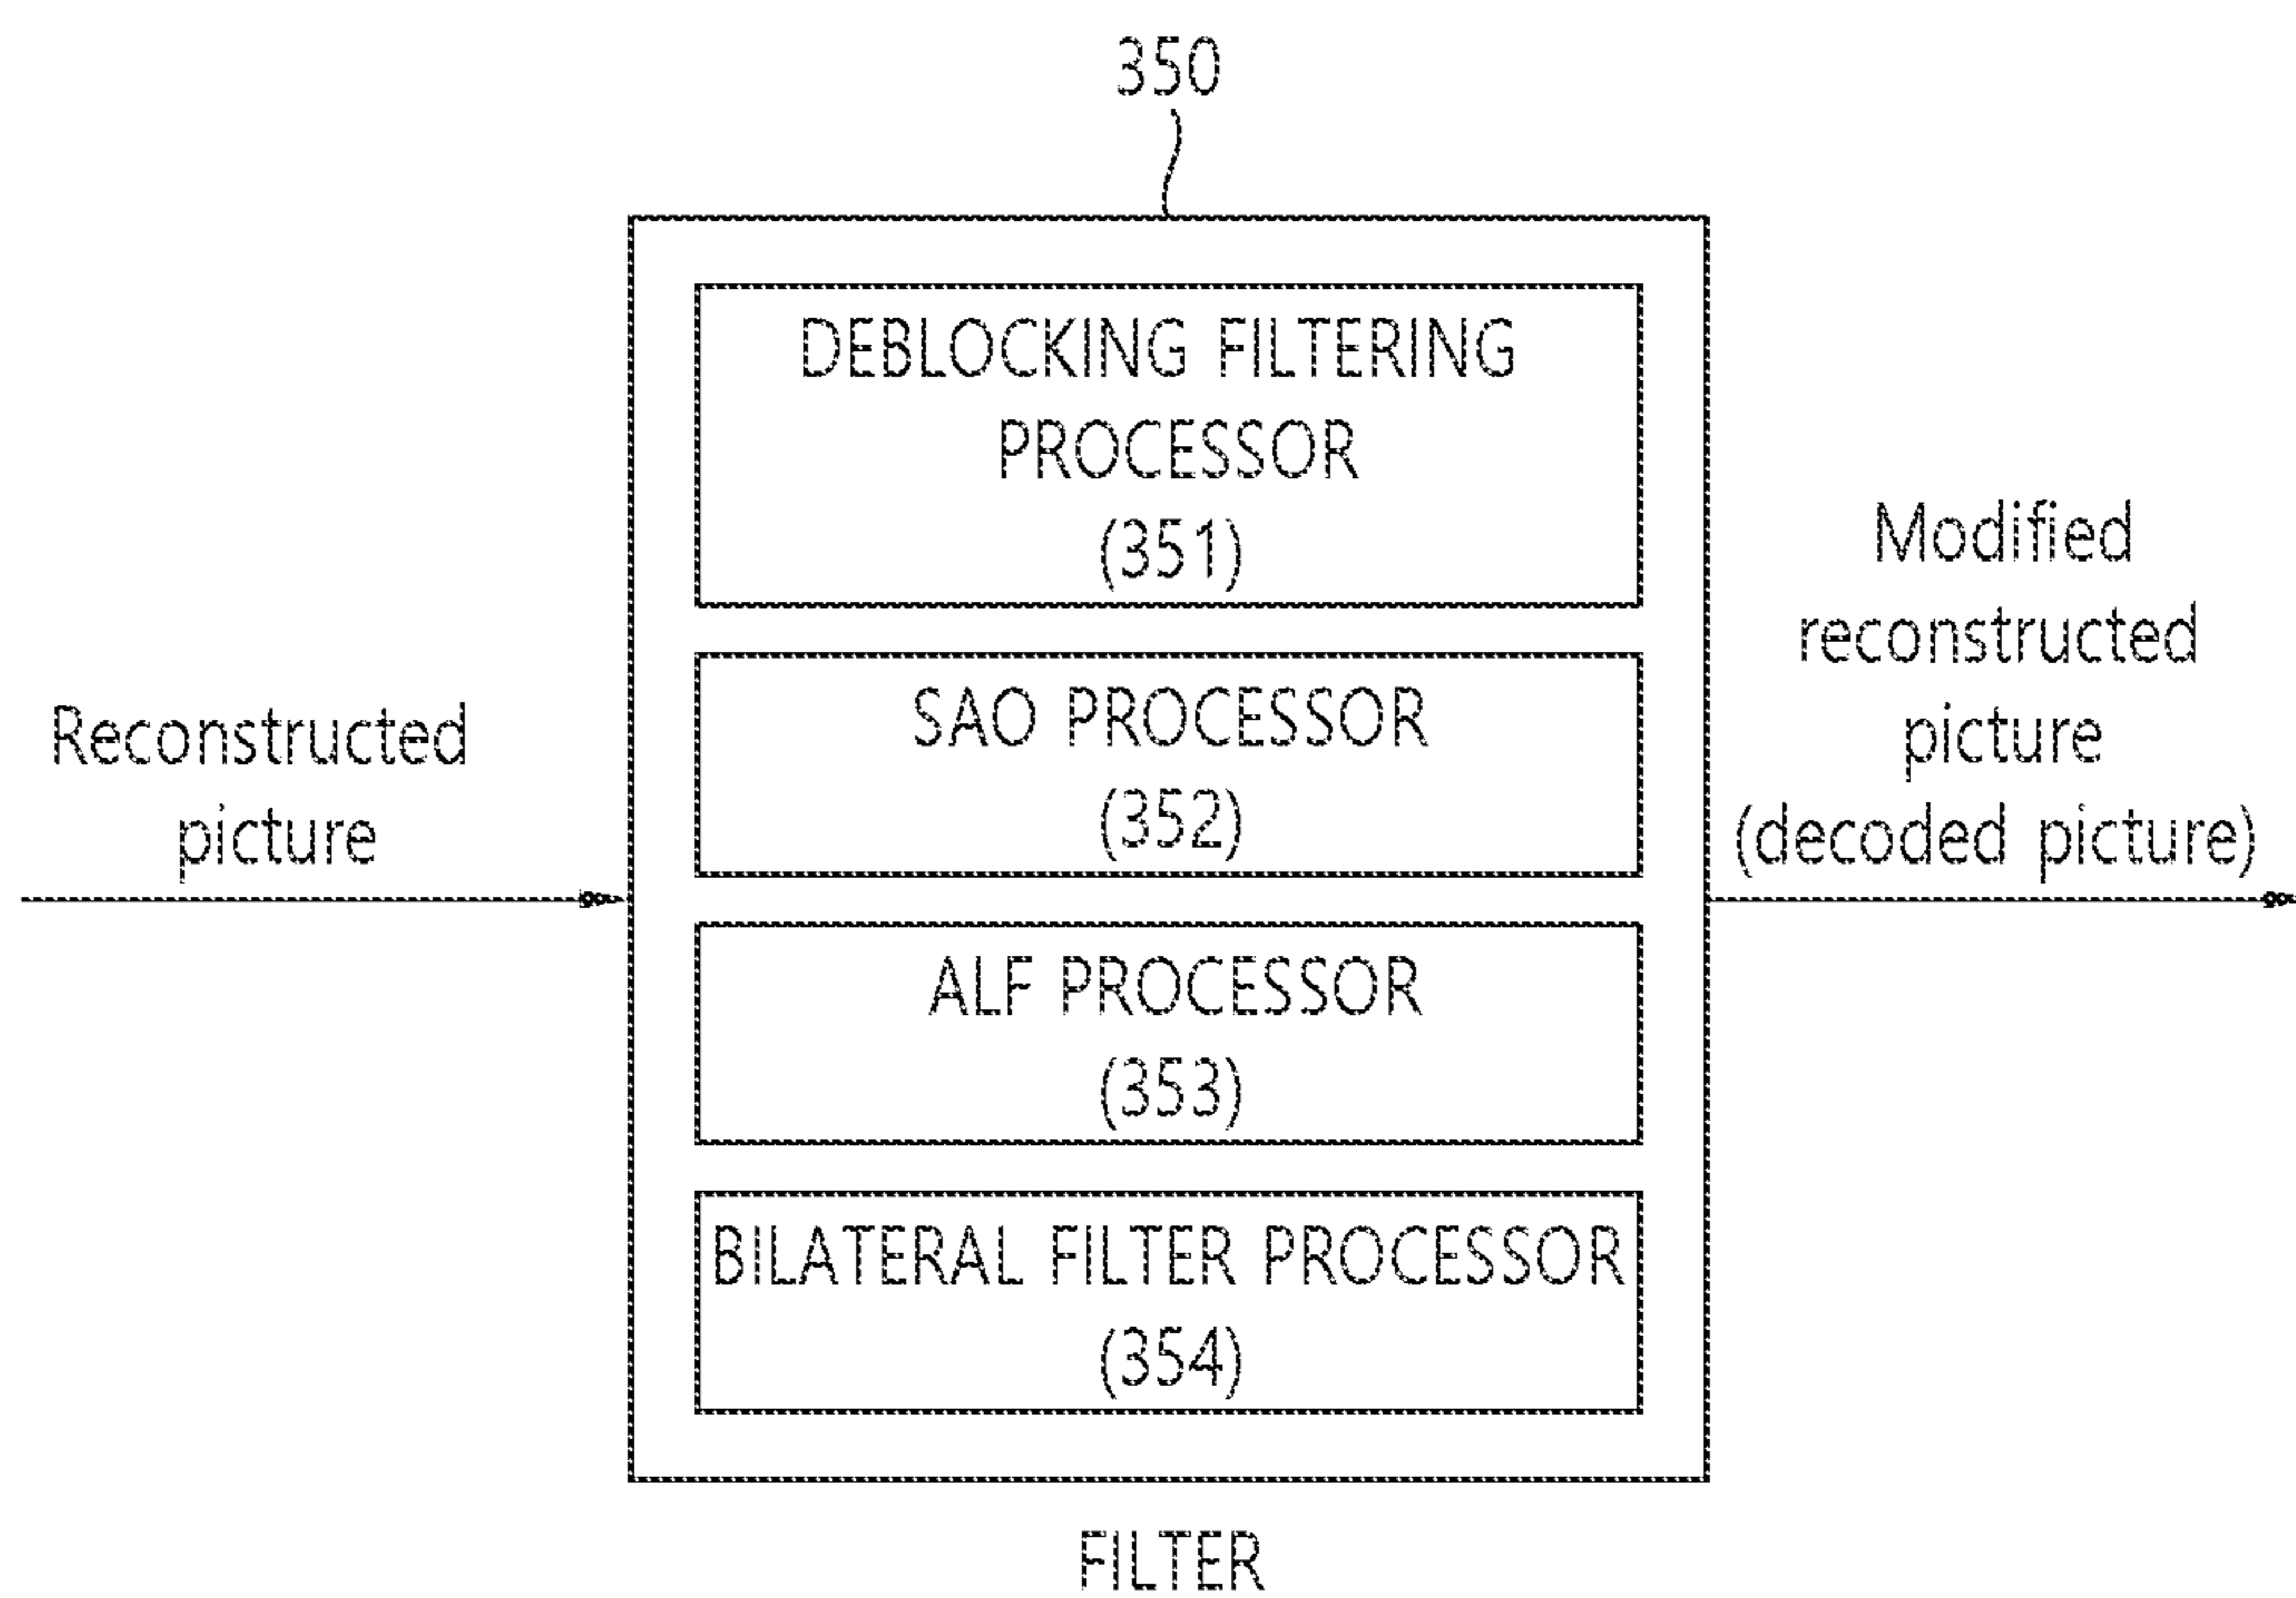 350
DEBLOCKING FILTERING
PROCESSOR
(351)
SAO PROCESSOR
(352)
ALF PROCESSOR
(353)
BILATERAL FILTER PROCESSOR
(354)
Reconstructed
picture
Modified
reconstructed
picture
(decoded picture)
FILTER